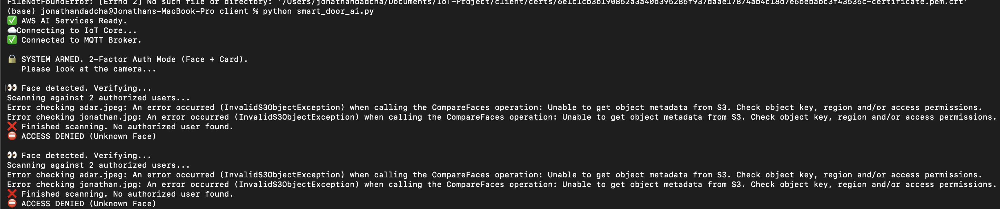 FileNotFoundError: [Errno 2] No such file or directory: '/Users/jonathandadcha/Documents/IoT-Project/client/certs/6e1c1cb3b190852a3a40d395285f937daae17874ab4c18d7e6bebabc3f43535c-certificate.pem.crt'
(base) jonathandadcha@Jonathans-MacBook-Pro client % python smart_door_ai.py
✅ AWS AI Services Ready.
☁️Connecting to IoT Core...
✅ Connected to MQTT Broker.
🔒 SYSTEM ARMED. 2-Factor Auth Mode (Face + Card).
Please look at the camera...
[👀 Face detected. Verifying...
Scanning against 2 authorized users...
Error checking adar.jpeg: An error occurred (InvalidS3ObjectException) when calling the CompareFaces operation: Unable to get object metadata from S3. Check object key, region and/or access permissions.
Error checking jonathan.jpg: An error occurred (InvalidS3ObjectException) when calling the CompareFaces operation: Unable to get object metadata from S3. Check object key, region and/or access permissions.
❌ Finished scanning. No authorized user found.
⛔ ACCESS DENIED (Unknown Face)
👀 Face detected. Verifying...
Scanning against 2 authorized users...
Error checking adar.jpeg: An error occurred (InvalidS3ObjectException) when calling the CompareFaces operation: Unable to get object metadata from S3. Check object key, region and/or access permissions.
Error checking jonathan.jpg: An error occurred (InvalidS3ObjectException) when calling the CompareFaces operation: Unable to get object metadata from S3. Check object key, region and/or access permissions.
❌ Finished scanning. No authorized user found.
⛔ ACCESS DENIED (Unknown Face)